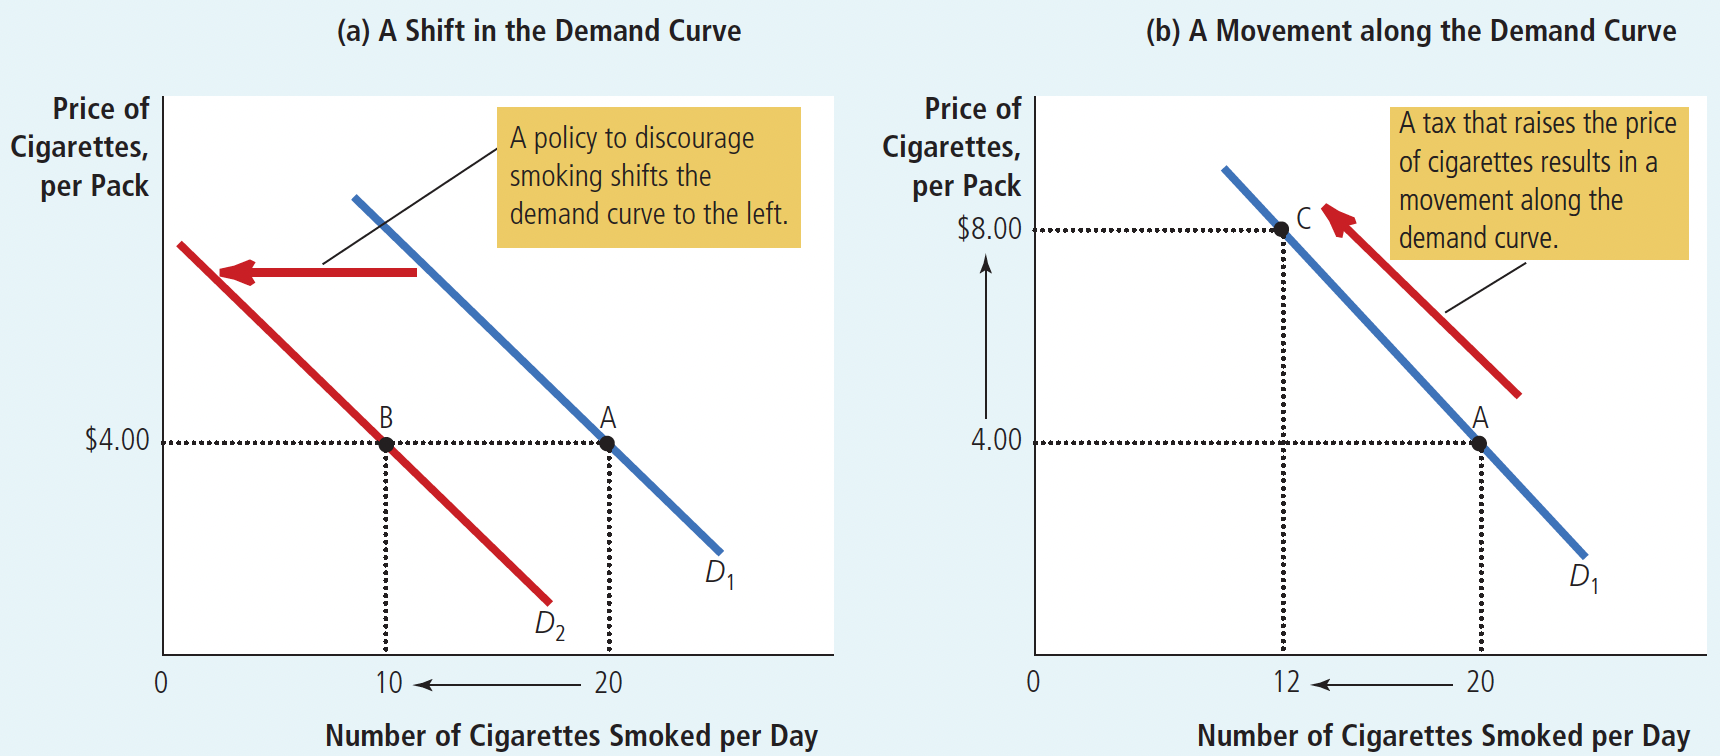 (a) A Shift in the Demand Curve
Price of
Cigarettes,
per Pack
A policy to discourage
smoking shifts the
demand curve to the left.
$4.00
B
A
D1
D2
0
10
20
Number of Cigarettes Smoked per Day
(b) A Movement along the Demand Curve
Price of
Cigarettes,
per Pack
A tax that raises the price
of cigarettes results in a
movement along the
demand curve.
$8.00
C
4.00
A
D1
0
12
20
Number of Cigarettes Smoked per Day